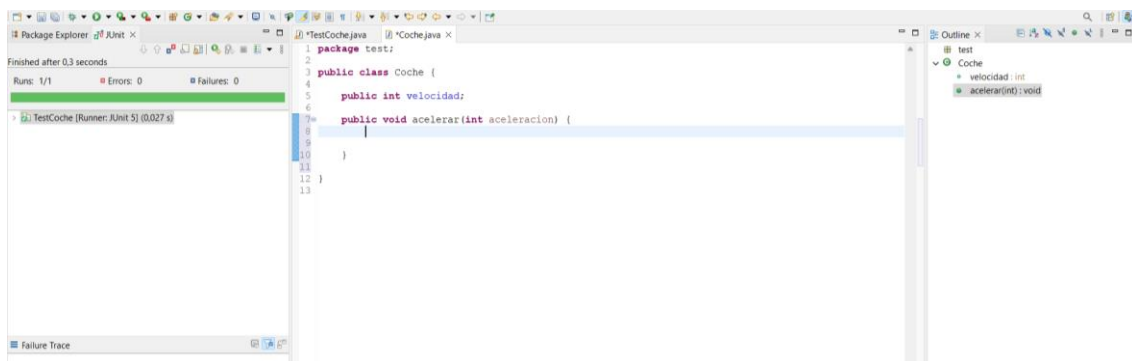 Package Explorer JUnit ×
Finished after 0,3 seconds
Runs: 1/1 Errors: 0 Failures: 0
TestCoche [Runner: JUnit 5] (0,027 s)
Failure Trace
*TestCoche.java *Coche.java ×
1 package test;
2
3 public class Coche {
4
5 public int velocidad;
6
7 public void acelerar(int aceleracion) {
8
9
10 }
11
12 }
13
Outline ×
test
Coche
velocidad : int
acelerar(int) : void